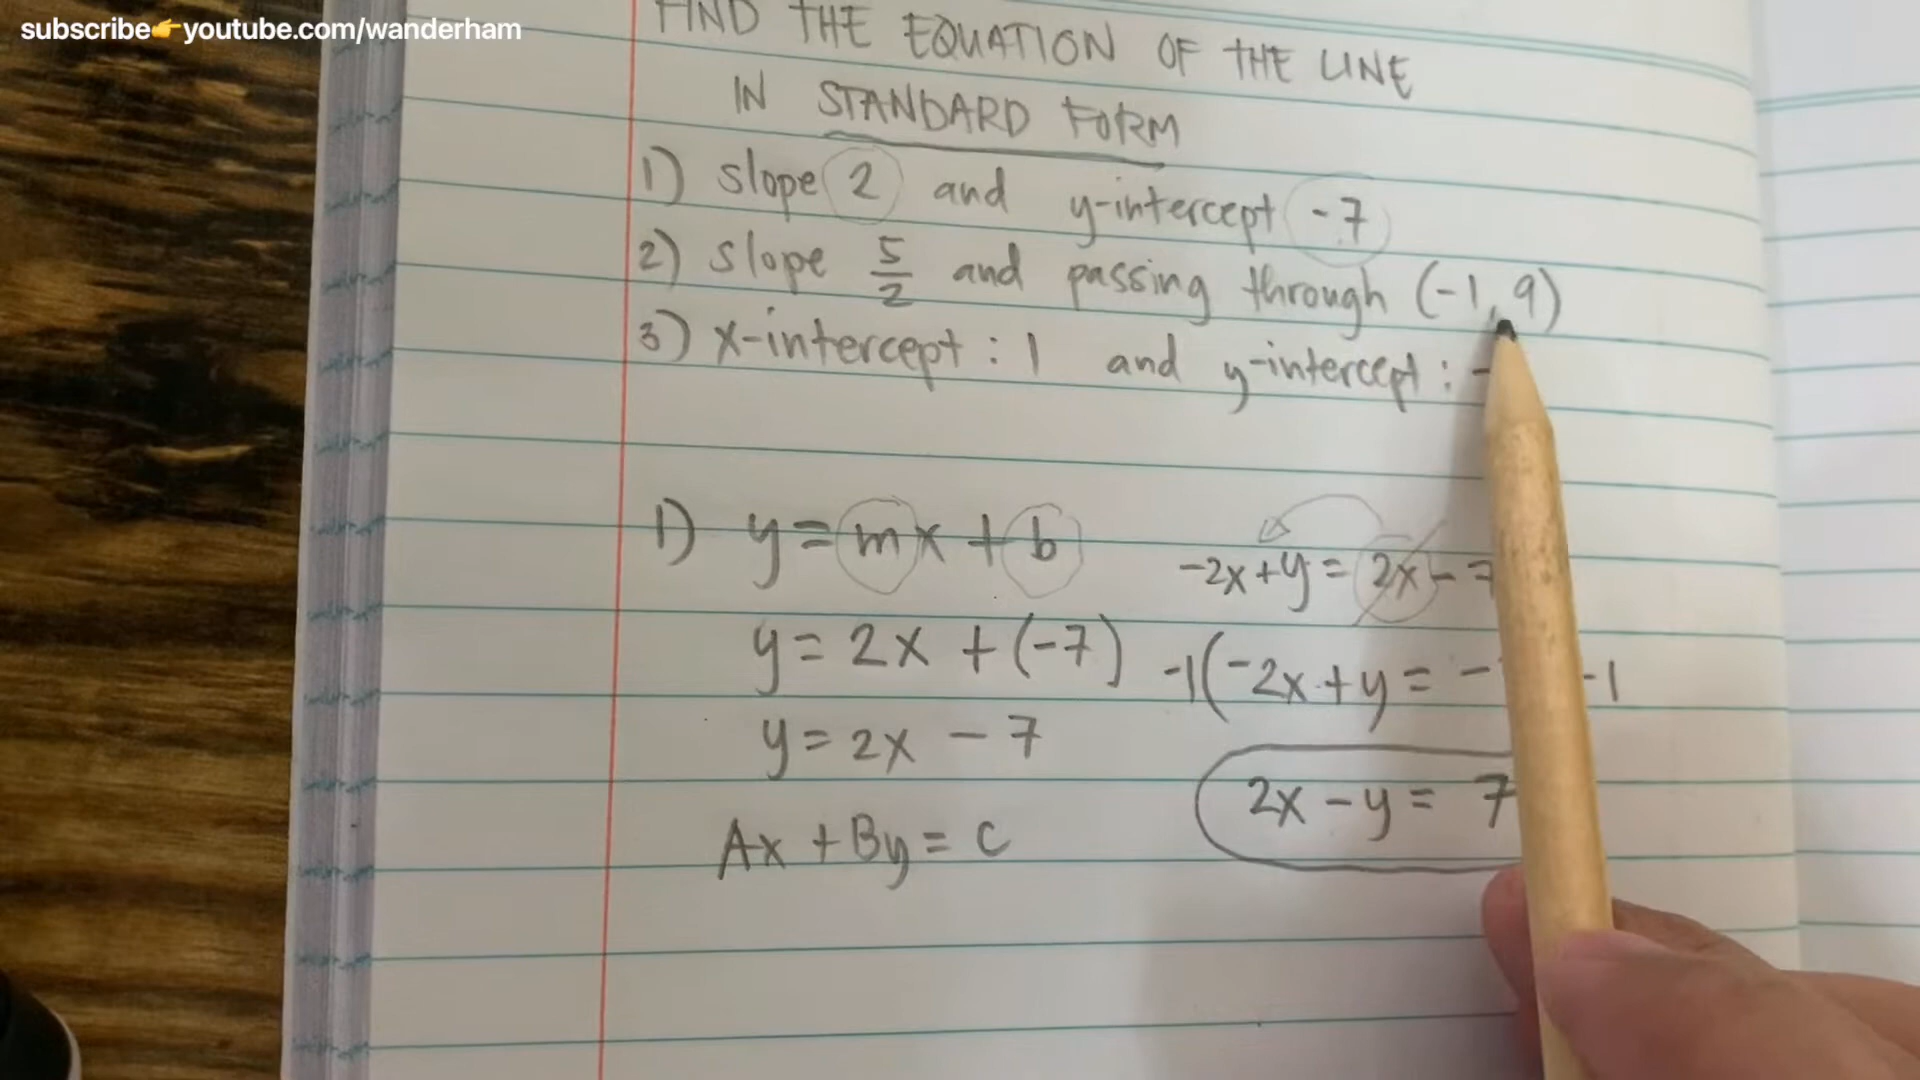 subscribe👉youtube.com/wanderham
FIND THE EQUATION OF THE LINE
IN STANDARD FORM
1) slope 2 and y-intercept -7
2) slope 5/2 and passing through (-1, 9)
3) x-intercept : 1 and y-intercept : -
1) y = mx + b
y = 2x + (-7)
y = 2x - 7
Ax + By = C
-2x + y = 2x - 7
-1(-2x + y = - -1
2x - y = 7